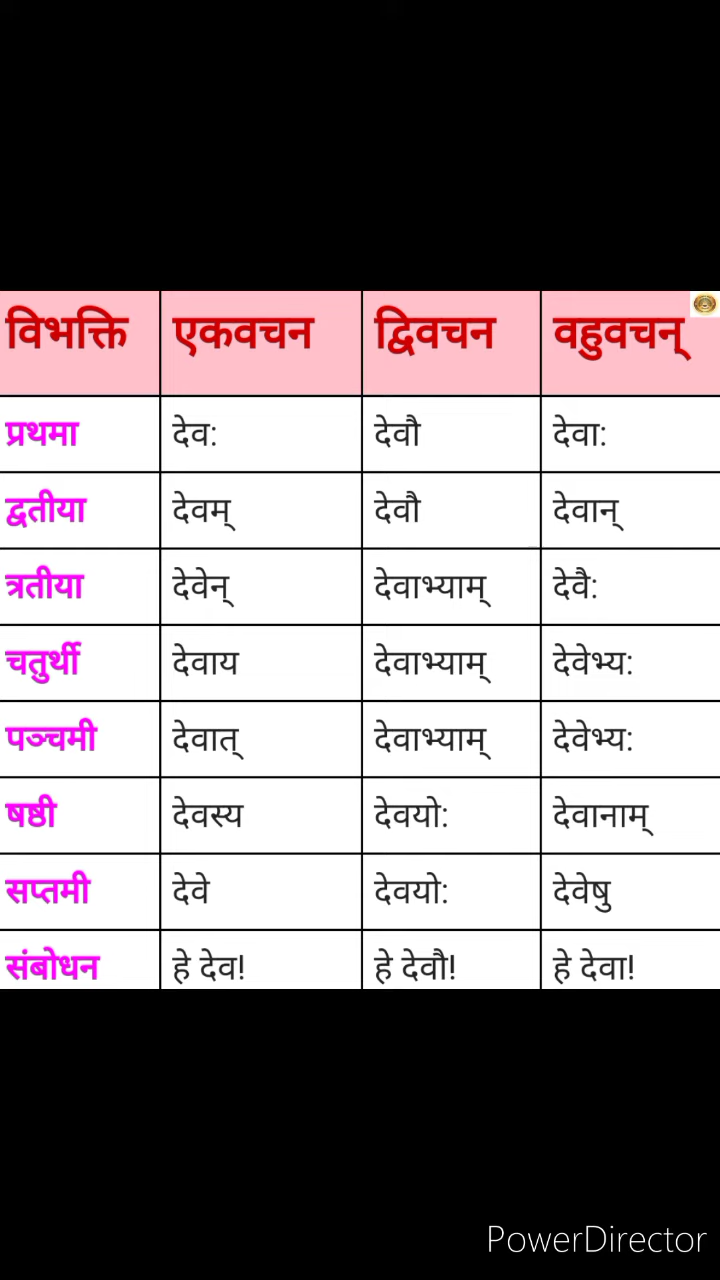 विभक्ति एकवचन द्विवचन वहुवचन्
प्रथमा देव: देवौ देवा:
द्वतीया देवम् देवौ देवान्
त्रतीया देवेन् देवाभ्याम् देवै:
चतुर्थी देवाय देवाभ्याम् देवेभ्य:
पञ्चमी देवात् देवाभ्याम् देवेभ्य:
षष्ठी देवस्य देवयो: देवानाम्
सप्तमी देवे देवयो: देवेषु
संबोधन हे देव! हे देवौ! हे देवा!
PowerDirector